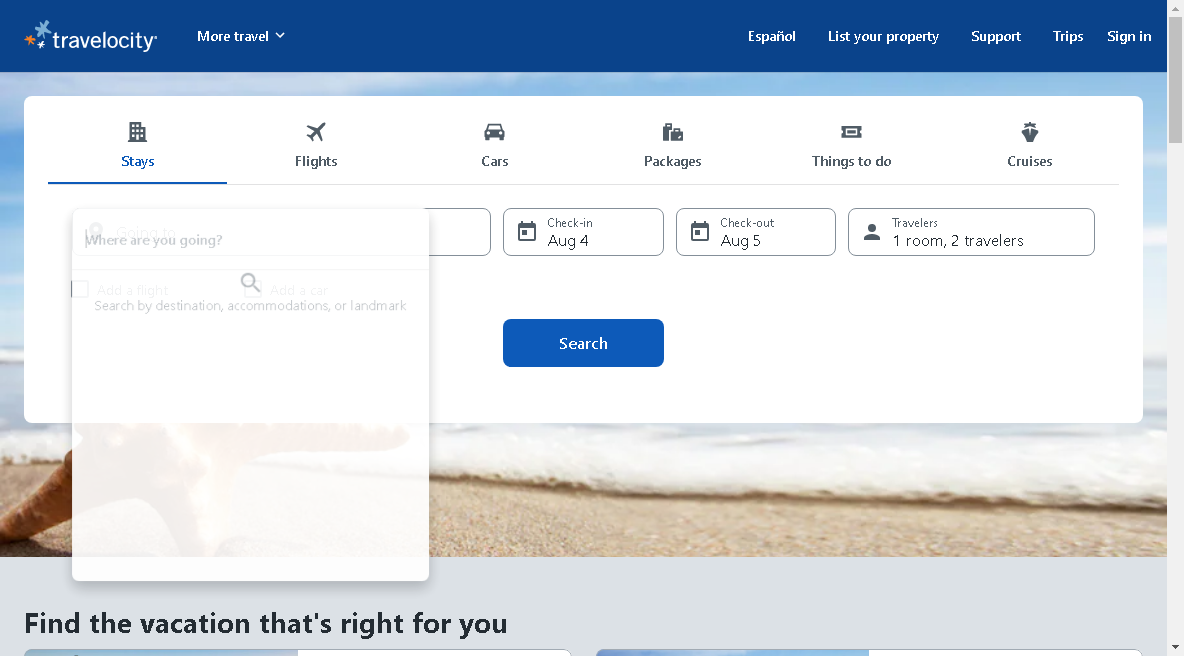 travelocity
More travel
Español
List your property
Support
Trips
Sign in
Stays
Flights
Cars
Packages
Things to do
Cruises
Going to
Where are you going?
Check-in
Aug 4
Check-out
Aug 5
Travelers
1 room, 2 travelers
Add a flight
Add a car
Search by destination, accommodations, or landmark
Search
Find the vacation that's right for you